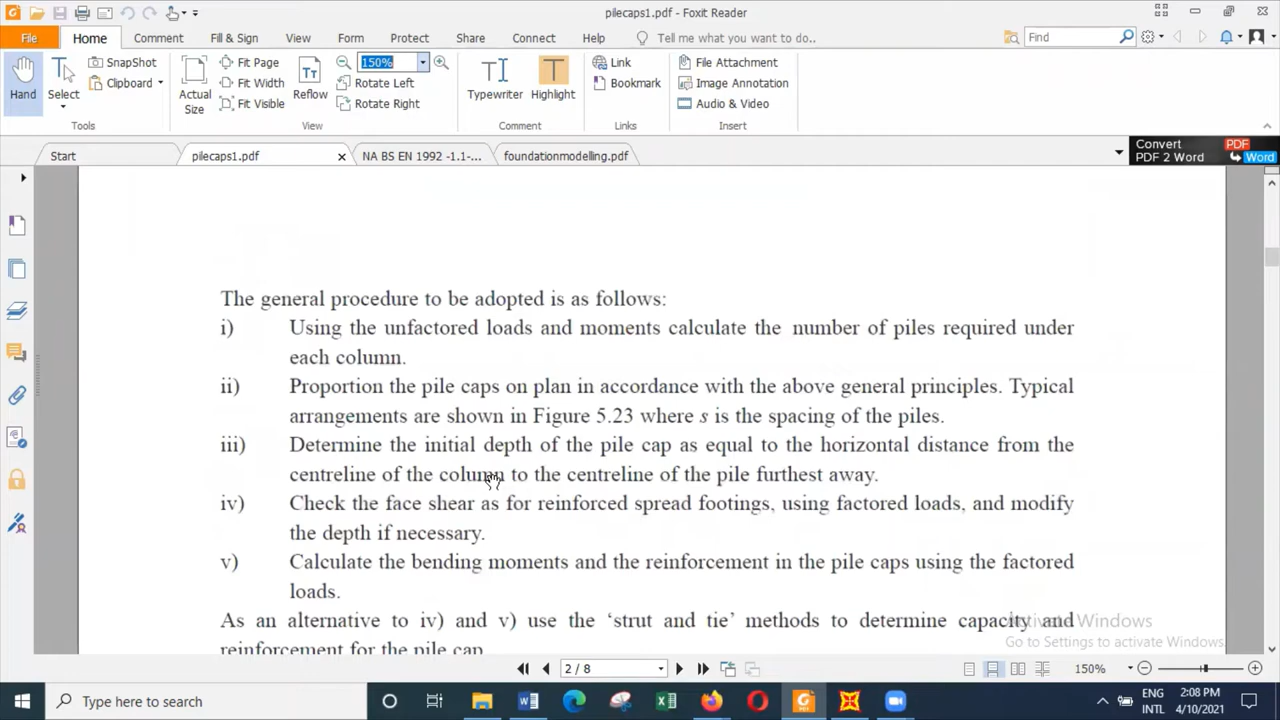 pilecaps1.pdf - Foxit Reader
File Home Comment Fill & Sign View Form Protect Share Connect Help Tell me what you want to do.. Find
SnapShot Fit Page 150% Rotate Left Link File Attachment
Clipboard Fit Width Rotate Right Bookmark Image Annotation
Hand Select Actual Size Fit Visible Reflow Typewriter Highlight Audio & Video
Tools View Comment Links Insert
Start pilecaps1.pdf NA BS EN 1992 -1.1-... foundationmodelling.pdf
Convert PDF
PDF 2 Word Word
The general procedure to be adopted is as follows:
i) Using the unfactored loads and moments calculate the number of piles required under
each column.
ii) Proportion the pile caps on plan in accordance with the above general principles. Typical
arrangements are shown in Figure 5.23 where s is the spacing of the piles.
iii) Determine the initial depth of the pile cap as equal to the horizontal distance from the
centreline of the column to the centreline of the pile furthest away.
iv) Check the face shear as for reinforced spread footings, using factored loads, and modify
the depth if necessary.
v) Calculate the bending moments and the reinforcement in the pile caps using the factored
loads.
As an alternative to iv) and v) use the ‘strut and tie’ methods to determine capacity and
reinforcement for the pile cap
Activate Windows
Go to Settings to activate Windows.
2 / 8 150%
Type here to search
ENG 2:08 PM
INTL 4/10/2021